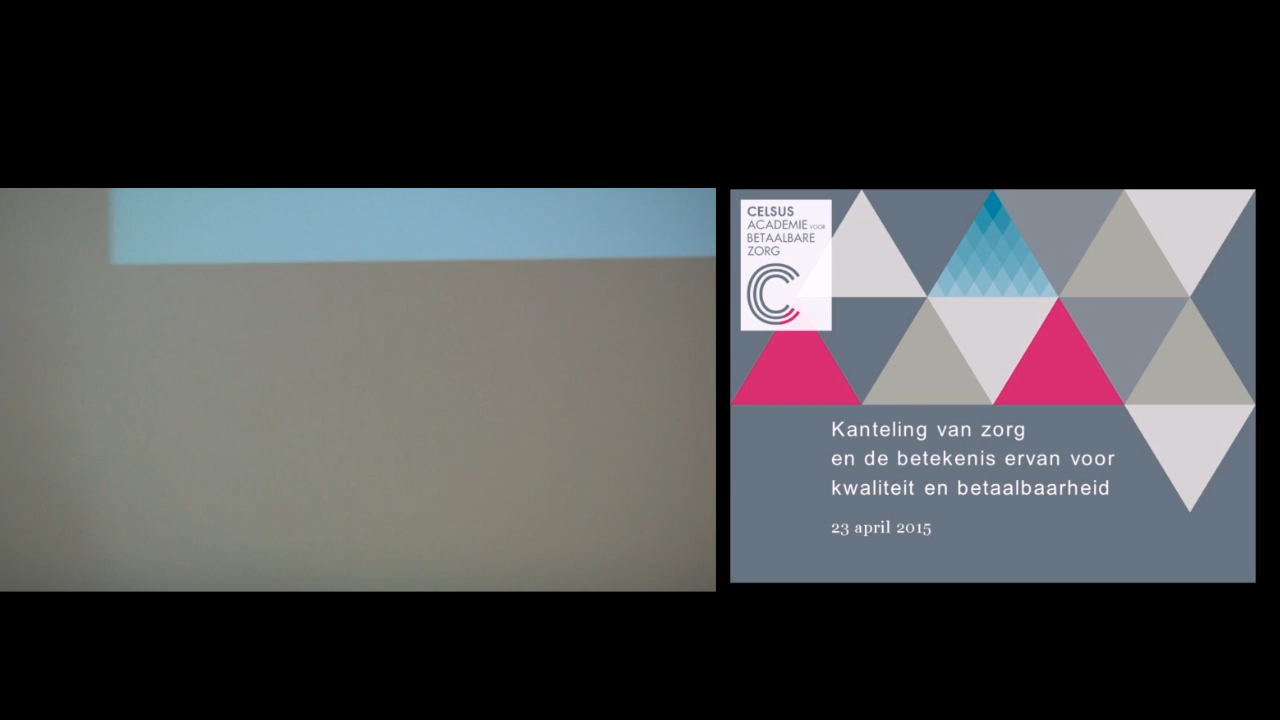 CELSUS
ACADEMIE VOOR
BETAALBARE
ZORG
Kanteling van zorg
en de betekenis ervan voor
kwaliteit en betaalbaarheid
23 april 2015